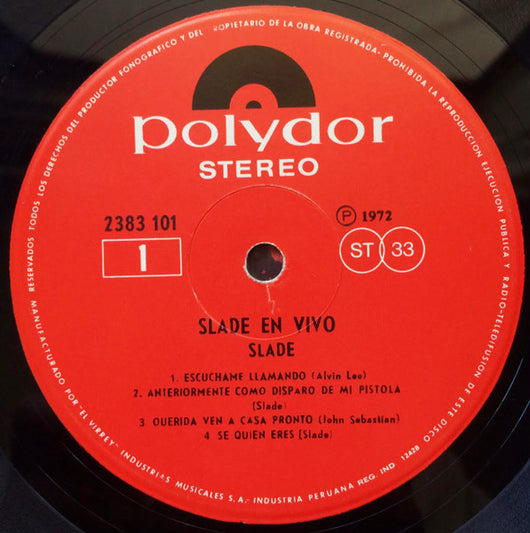 RESERVADOS TODOS LOS DERECHOS DEL PRODUCTOR FONOGRAFICO Y DEL PROPIETARIO DE LA OBRA REGISTRADA-PROHIBIDA LA REPRODUCCION, EJECUCION PUBLICA Y RADIO-TELEDIFUSION DE ESTE DISCO
polydor
STEREO
2383 101
℗ 1972
1
ST 33
SLADE EN VIVO
SLADE
1. ESCUCHAME LLAMANDO (Alvin Lee)
2. ANTERIORMENTE COMO DISPARO DE MI PISTOLA
(Slade)
3 QUERIDA VEN A CASA PRONTO (John Sebastian)
4 SE QUIEN ERES (Slade)
MANUFACTURADO POR "EL VIRREY" INDUSTRIAS MUSICALES S.A.-INDUSTRIA PERUANA REG. IND 12428